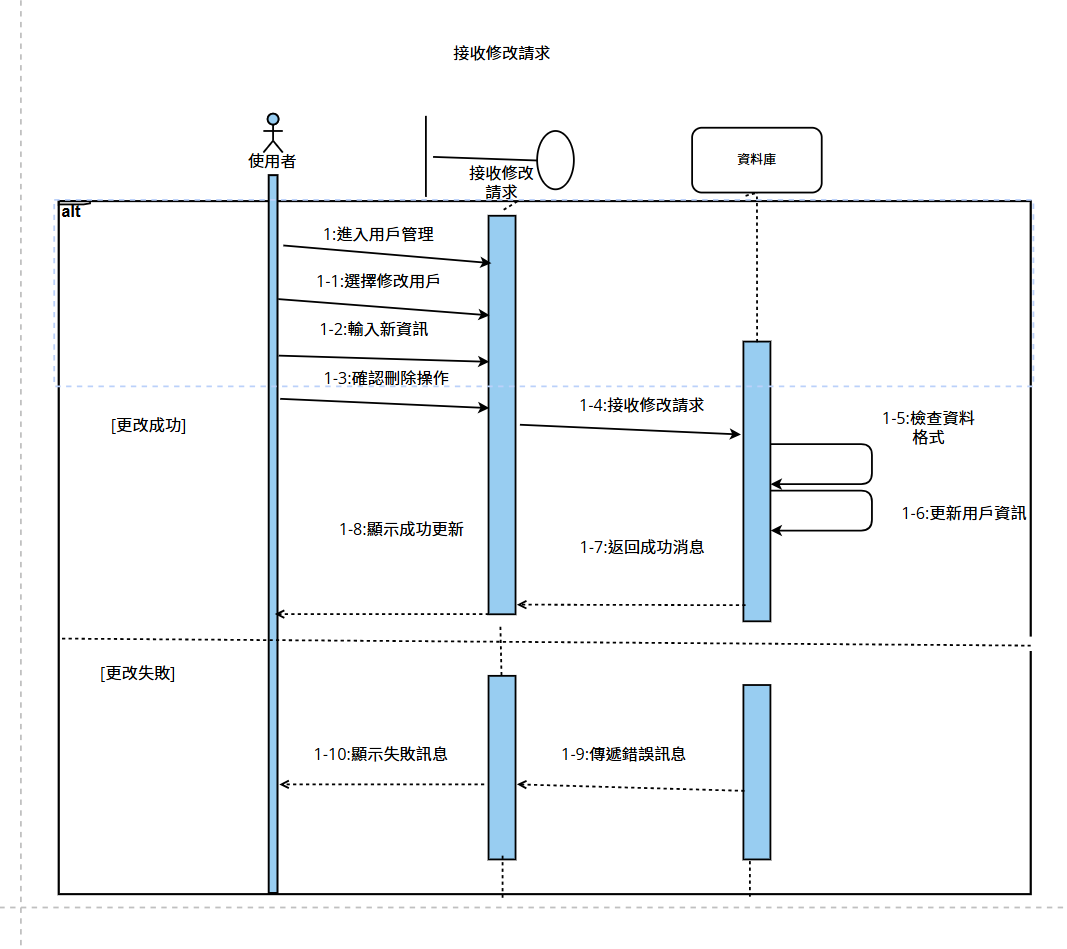 接收修改請求
使用者
接收修改
請求
資料庫
alt
1:進入用戶管理
1-1:選擇修改用戶
1-2:輸入新資訊
1-3:確認刪除操作
[更改成功]
1-4:接收修改請求
1-5:檢查資料
格式
1-6:更新用戶資訊
1-8:顯示成功更新
1-7:返回成功消息
[更改失敗]
1-10:顯示失敗訊息
1-9:傳遞錯誤訊息